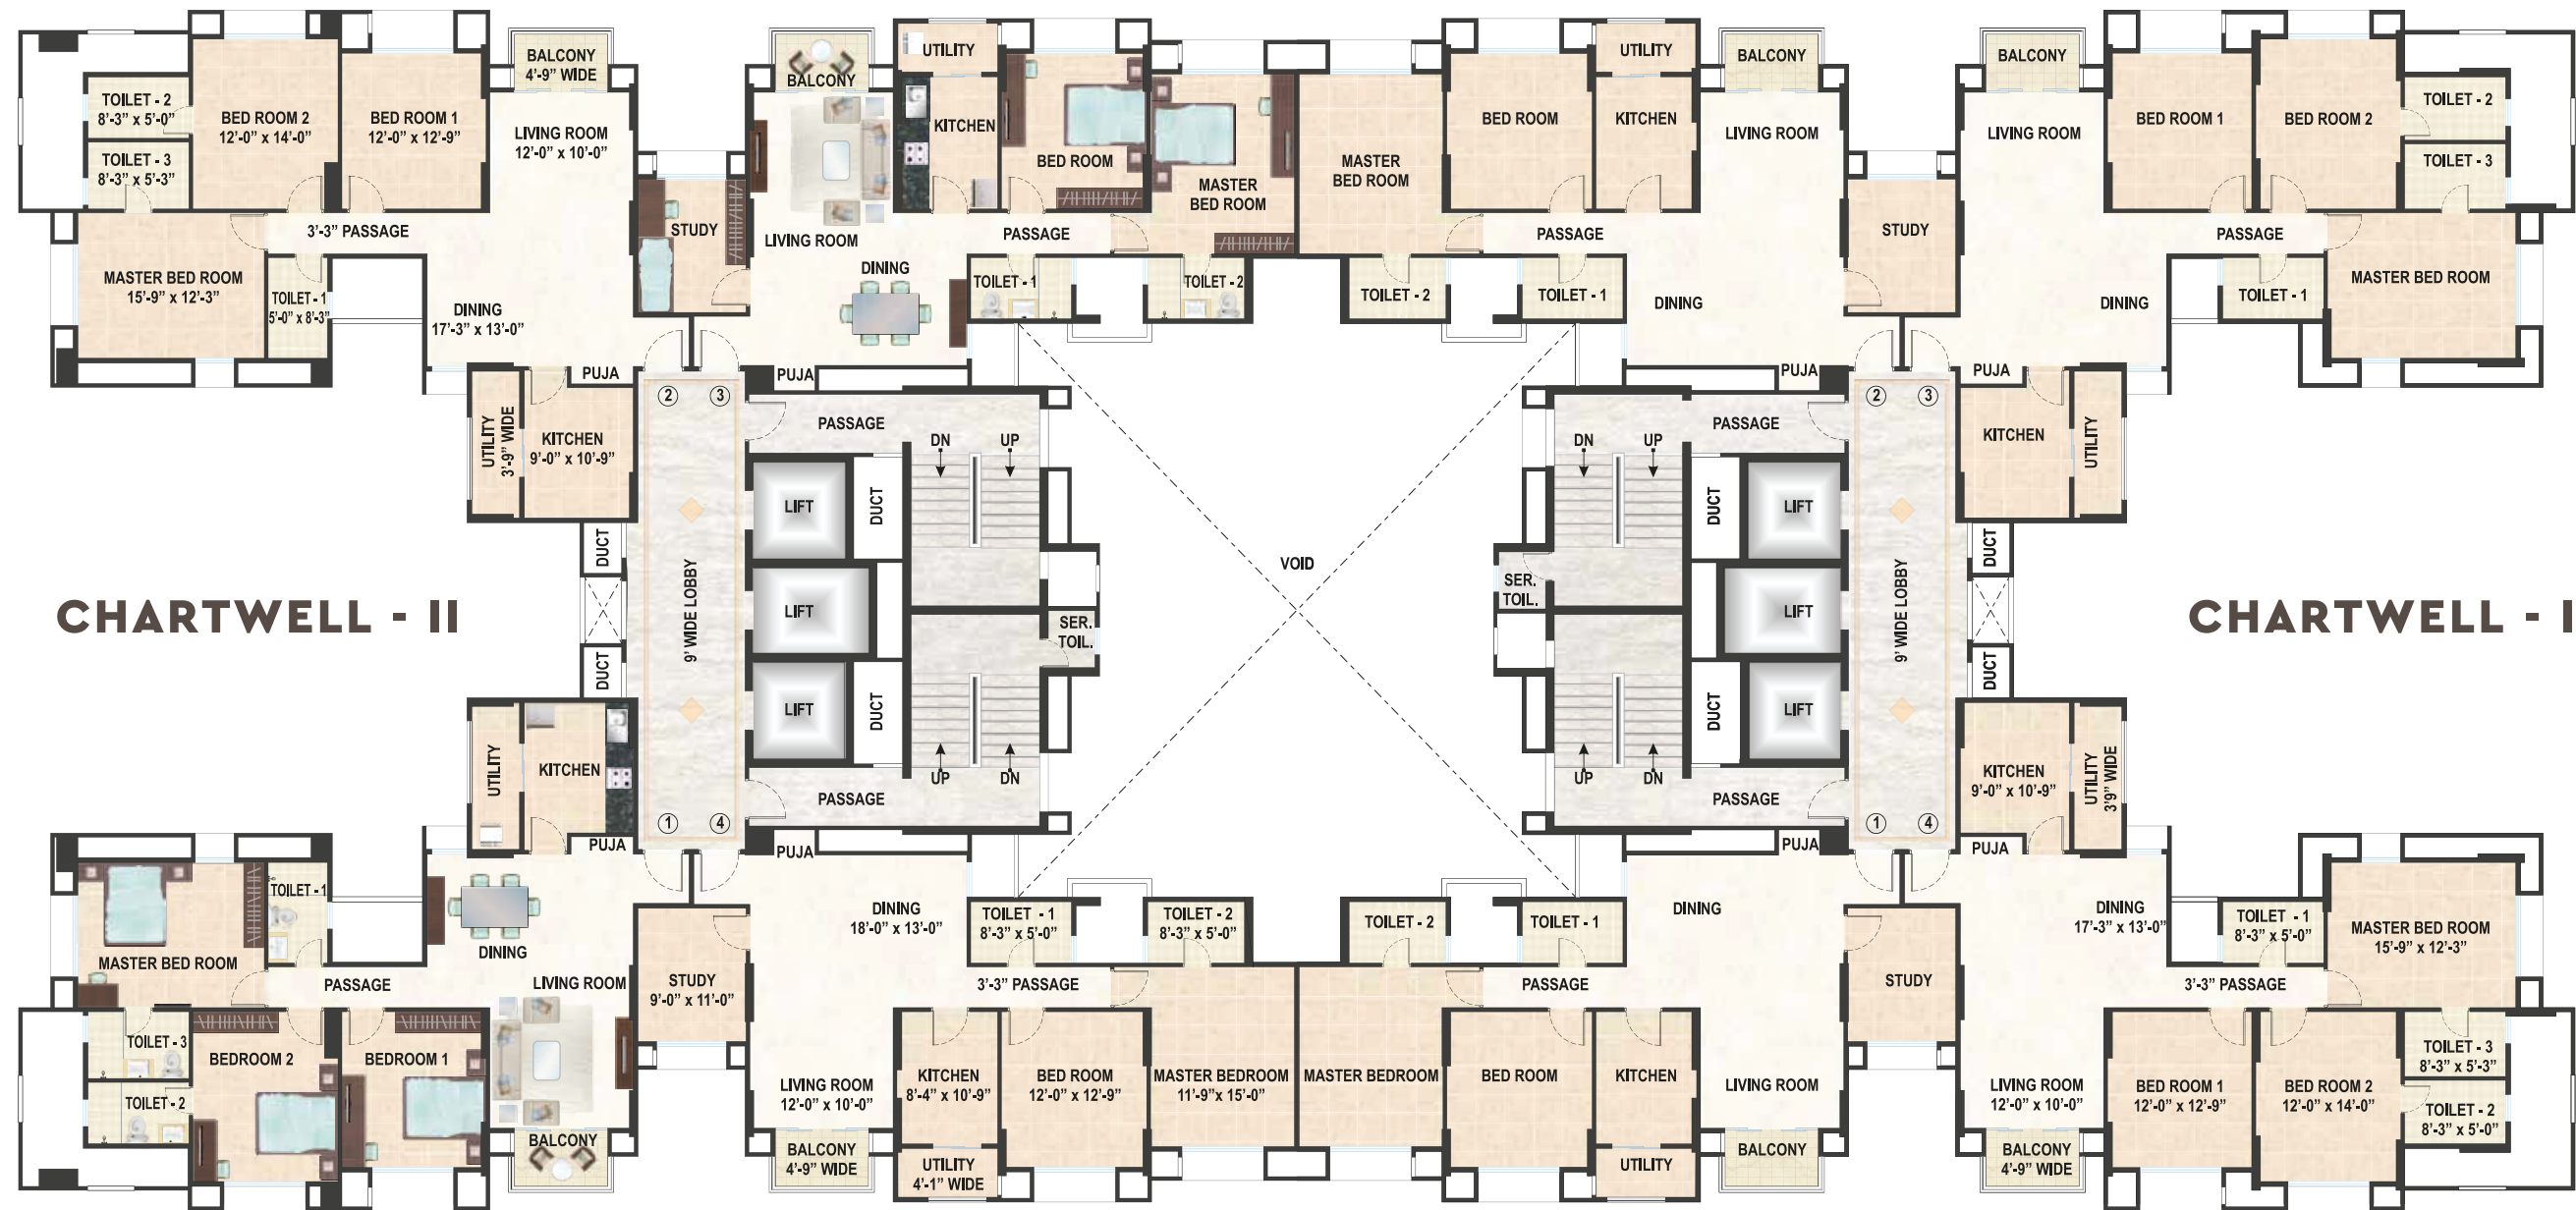 BALCONY
4'-9" WIDE
TOILET - 2
8'-3" x 5'-0"
BED ROOM 2
12'-0" x 14'-0"
BED ROOM 1
12'-0" x 12'-9"
LIVING ROOM
12'-0" x 10'-0"
TOILET - 3
8'-3" x 5'-3"
3'-3" PASSAGE
MASTER BED ROOM
15'-9" x 12'-3"
TOILET - 1
5'-0" x 8'-3"
DINING
17'-3" x 13'-0"
PUJA
UTILITY
3'-9" WIDE
KITCHEN
9'-0" x 10'-9"
STUDY
BALCONY
UTILITY
KITCHEN
BED ROOM
MASTER
BED ROOM
LIVING ROOM
PASSAGE
DINING
TOILET - 1
TOILET - 2
PUJA
MASTER
BED ROOM
BED ROOM
UTILITY
KITCHEN
BALCONY
LIVING ROOM
PASSAGE
TOILET - 2
TOILET - 1
DINING
PUJA
STUDY
BALCONY
LIVING ROOM
BED ROOM 1
BED ROOM 2
TOILET - 2
TOILET - 3
PASSAGE
MASTER BED ROOM
TOILET - 1
DINING
PUJA
KITCHEN
UTILITY
2
3
PASSAGE
DN
UP
LIFT
DUCT
DUCT
9' WIDE LOBBY
LIFT
SER.
TOIL.
DUCT
LIFT
DUCT
UP
DN
PASSAGE
1
4
CHARTWELL - II
VOID
2
3
PASSAGE
DN
UP
DUCT
LIFT
DUCT
SER.
TOIL.
LIFT
9' WIDE LOBBY
DUCT
LIFT
DUCT
UP
DN
PASSAGE
1
4
CHARTWELL - I
UTILITY
KITCHEN
PUJA
TOILET - 1
MASTER BED ROOM
DINING
PASSAGE
LIVING ROOM
TOILET - 3
BEDROOM 2
BEDROOM 1
TOILET - 2
BALCONY
PUJA
DINING
18'-0" x 13'-0"
TOILET - 1
8'-3" x 5'-0"
TOILET - 2
8'-3" x 5'-0"
STUDY
9'-0" x 11'-0"
3'-3" PASSAGE
LIVING ROOM
12'-0" x 10'-0"
KITCHEN
8'-4" x 10'-9"
BED ROOM
12'-0" x 12'-9"
MASTER BEDROOM
11'-9" x 15'-0"
BALCONY
4'-9" WIDE
UTILITY
4'-1" WIDE
PUJA
TOILET - 2
TOILET - 1
DINING
PASSAGE
MASTER BEDROOM
BED ROOM
KITCHEN
LIVING ROOM
UTILITY
BALCONY
STUDY
KITCHEN
9'-0" x 10'-9"
UTILITY
3'9" WIDE
PUJA
DINING
17'-3" x 13'-0"
TOILET - 1
8'-3" x 5'-0"
MASTER BED ROOM
15'-9" x 12'-3"
3'-3" PASSAGE
LIVING ROOM
12'-0" x 10'-0"
BED ROOM 1
12'-0" x 12'-9"
BED ROOM 2
12'-0" x 14'-0"
TOILET - 3
8'-3" x 5'-3"
TOILET - 2
8'-3" x 5'-0"
BALCONY
4'-9" WIDE